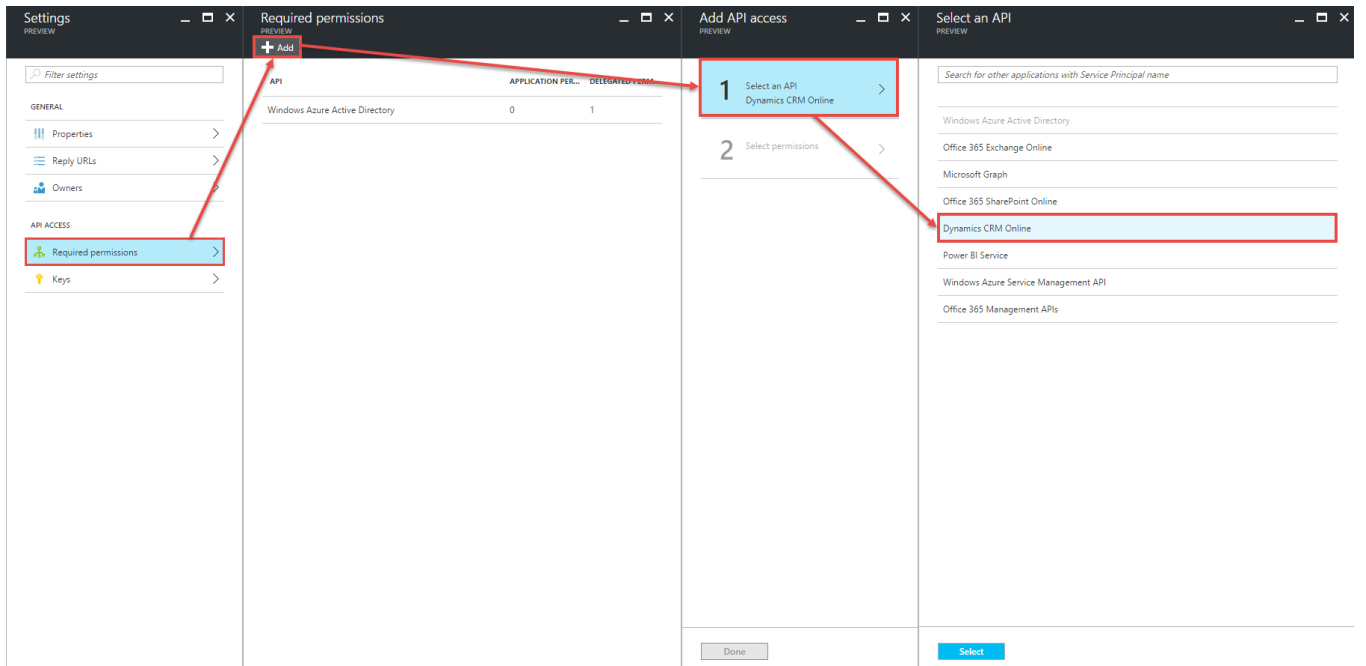 Settings
PREVIEW
Filter settings
GENERAL
Properties
Reply URLs
Owners
API ACCESS
Required permissions
Keys
Required permissions
PREVIEW
Add
API APPLICATION PER... DELEGATED PERM...
Windows Azure Active Directory 0 1
Add API access
PREVIEW
1 Select an API
Dynamics CRM Online
2 Select permissions
Done
Select an API
PREVIEW
Search for other applications with Service Principal name
Windows Azure Active Directory
Office 365 Exchange Online
Microsoft Graph
Office 365 SharePoint Online
Dynamics CRM Online
Power BI Service
Windows Azure Service Management API
Office 365 Management APIs
Select